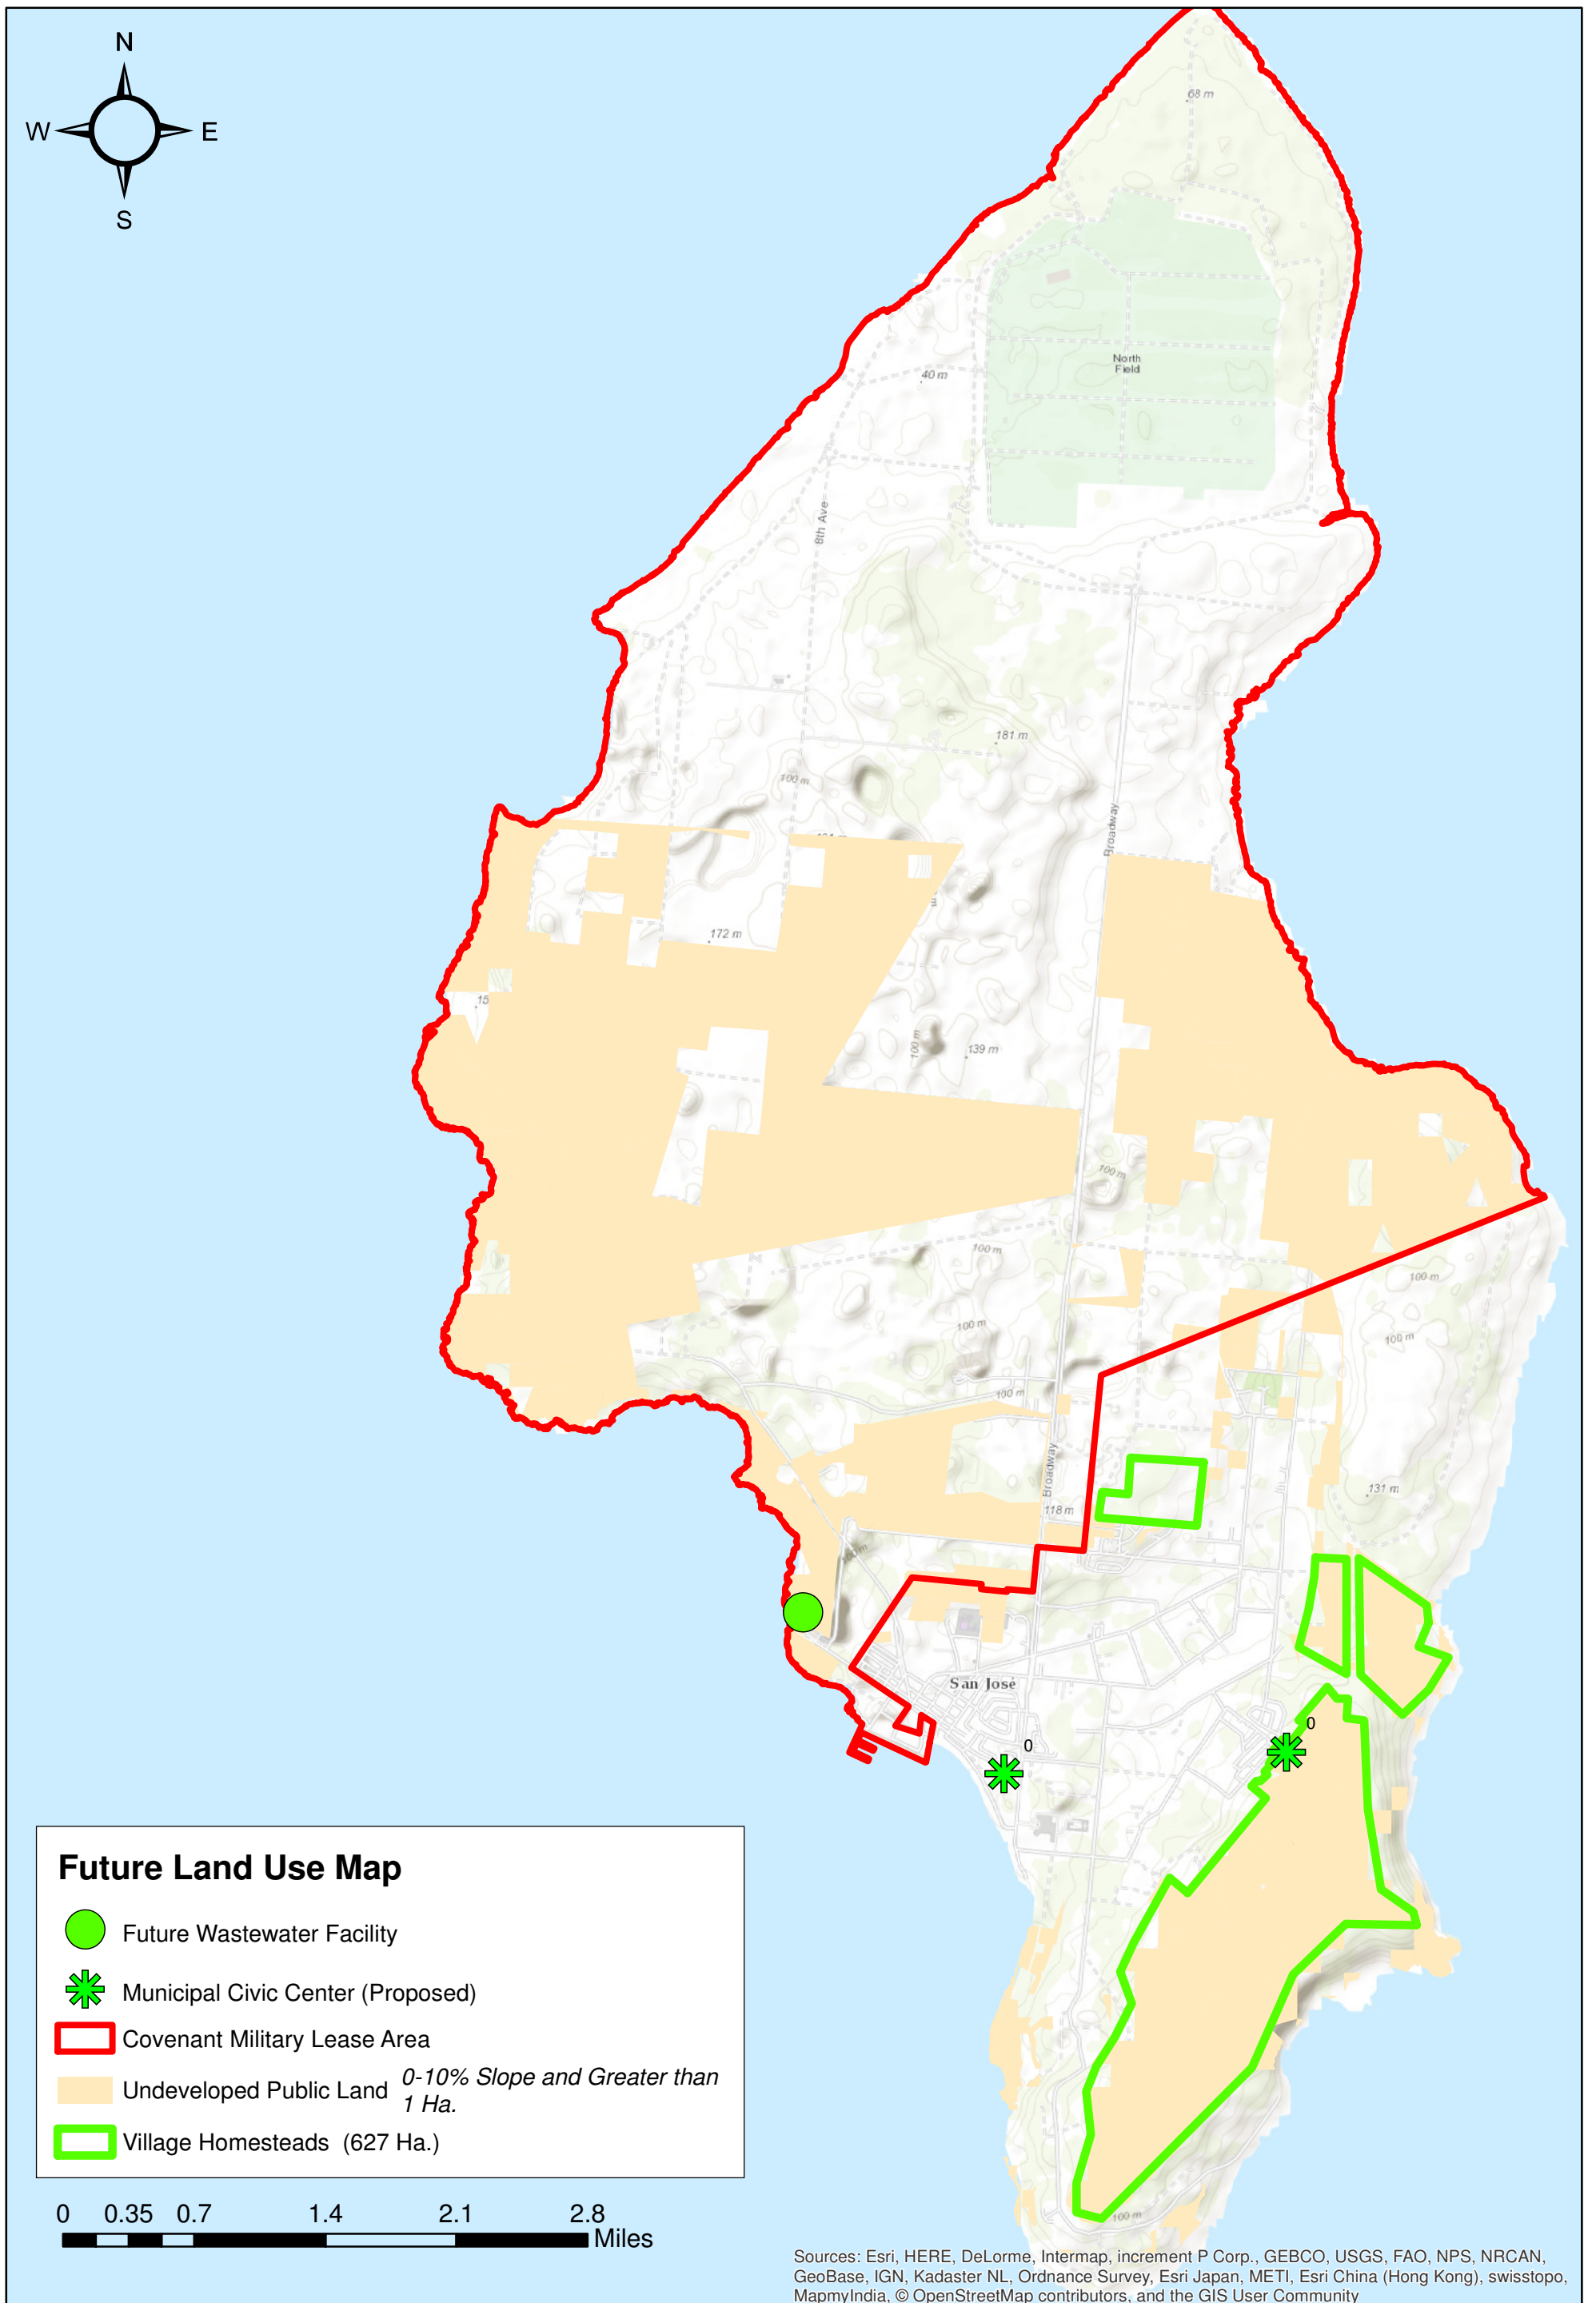 N
W
E
S
68 m
North
Field
40 m
8th Ave
181 m
100 m
Broadway
172 m
15
100 m
139 m
100 m
100 m
100 m
100 m
100 m
100 m
Broadway
131 m
118 m
San José
0
0
Future Land Use Map
Future Wastewater Facility
Municipal Civic Center (Proposed)
Covenant Military Lease Area
Undeveloped Public Land 0-10% Slope and Greater than
1 Ha.
Village Homesteads (627 Ha.)
0 0.35 0.7 1.4 2.1 2.8
Miles
100 m
Sources: Esri, HERE, DeLorme, Intermap, increment P Corp., GEBCO, USGS, FAO, NPS, NRCAN,
GeoBase, IGN, Kadaster NL, Ordnance Survey, Esri Japan, METI, Esri China (Hong Kong), swisstopo,
MapmyIndia, © OpenStreetMap contributors, and the GIS User Community